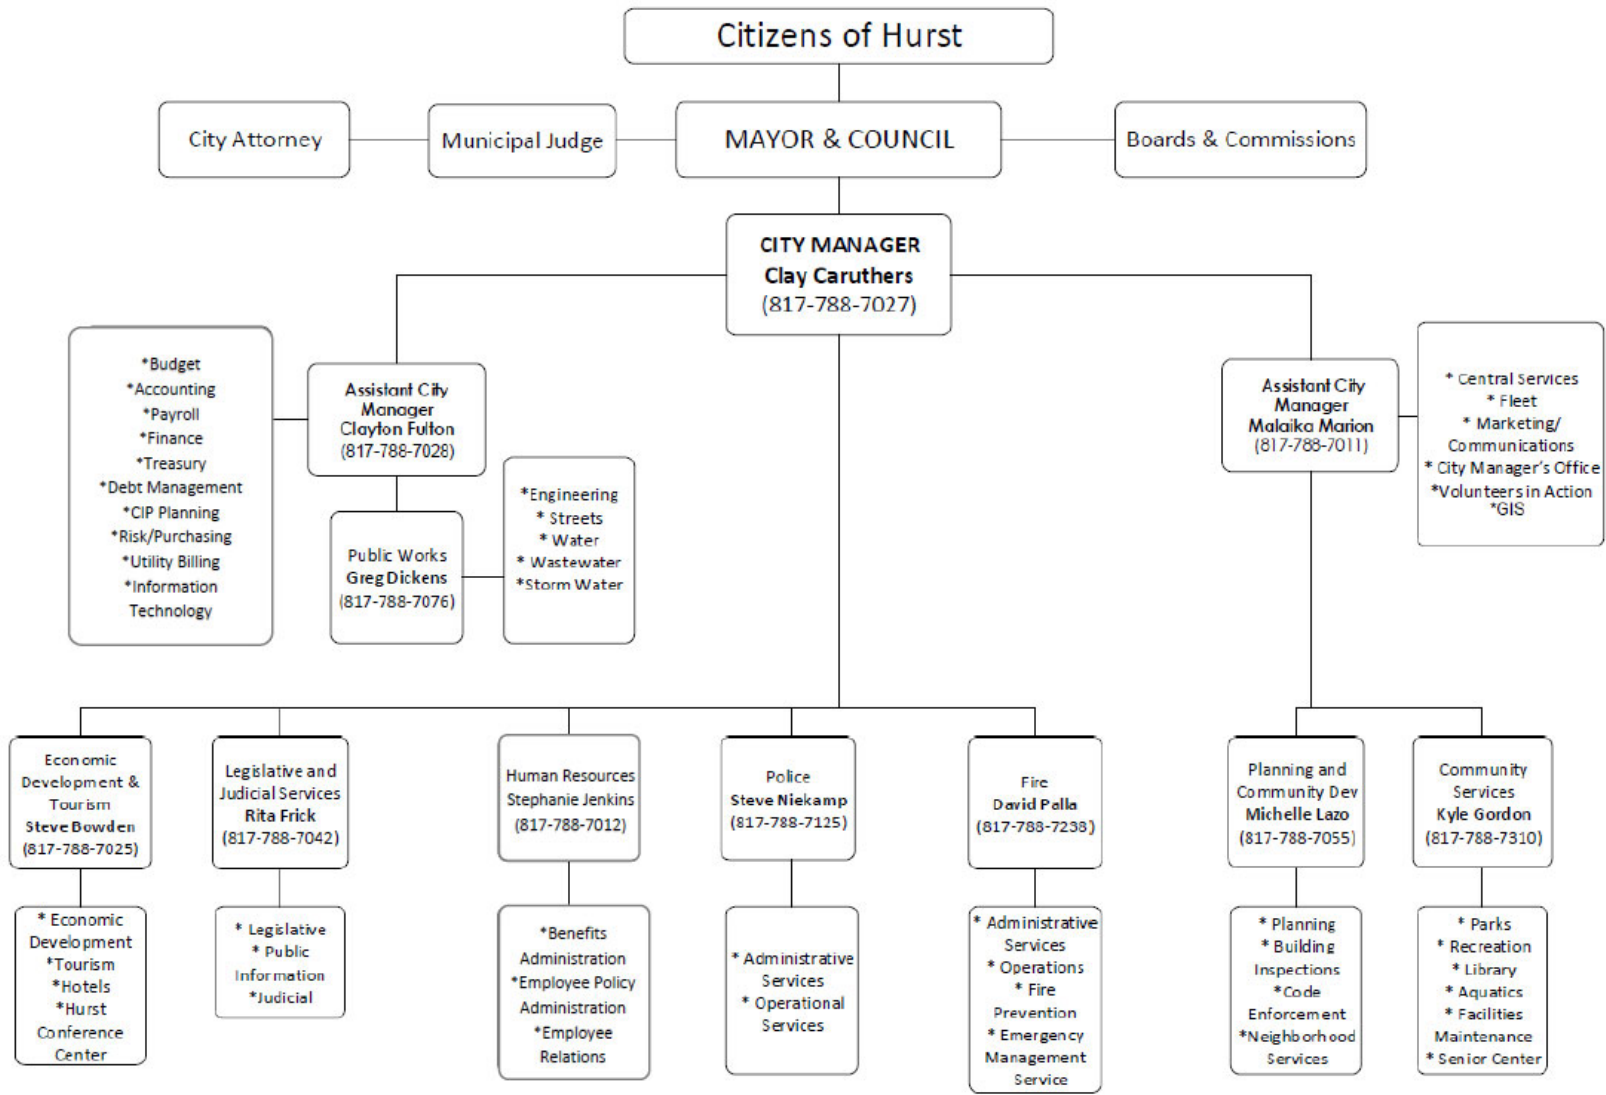 Citizens of Hurst
City Attorney
Municipal Judge
MAYOR & COUNCIL
Boards & Commissions
CITY MANAGER
Clay Caruthers
(817-788-7027)
*Budget
*Accounting
*Payroll
*Finance
*Treasury
*Debt Management
*CIP Planning
*Risk/Purchasing
*Utility Billing
*Information
Technology
Assistant City
Manager
Clayton Fulton
(817-788-7028)
Public Works
Greg Dickens
(817-788-7076)
*Engineering
* Streets
* Water
* Wastewater
*Storm Water
Assistant City
Manager
Malaika Marion
(817-788-7011)
* Central Services
* Fleet
* Marketing/
Communications
* City Manager's Office
*Volunteers in Action
*GIS
Economic
Development &
Tourism
Steve Bowden
(817-788-7025)
Legislative and
Judicial Services
Rita Frick
(817-788-7042)
Human Resources
Stephanie Jenkins
(817-788-7012)
Police
Steve Niekamp
(817-788-7125)
Fire
David Palla
(817-788-7238)
Planning and
Community Dev
Michelle Lazo
(817-788-7055)
Community
Services
Kyle Gordon
(817-788-7310)
* Economic
Development
*Tourism
*Hotels
*Hurst
Conference
Center
* Legislative
* Public
Information
*Judicial
*Benefits
Administration
*Employee Policy
Administration
*Employee
Relations
* Administrative
Services
* Operational
Services
* Administrative
Services
* Operations
* Fire
Prevention
* Emergency
Management
Service
* Planning
* Building
Inspections
*Code
Enforcement
*Neighborhood
Services
* Parks
* Recreation
* Library
* Aquatics
* Facilities
Maintenance
* Senior Center